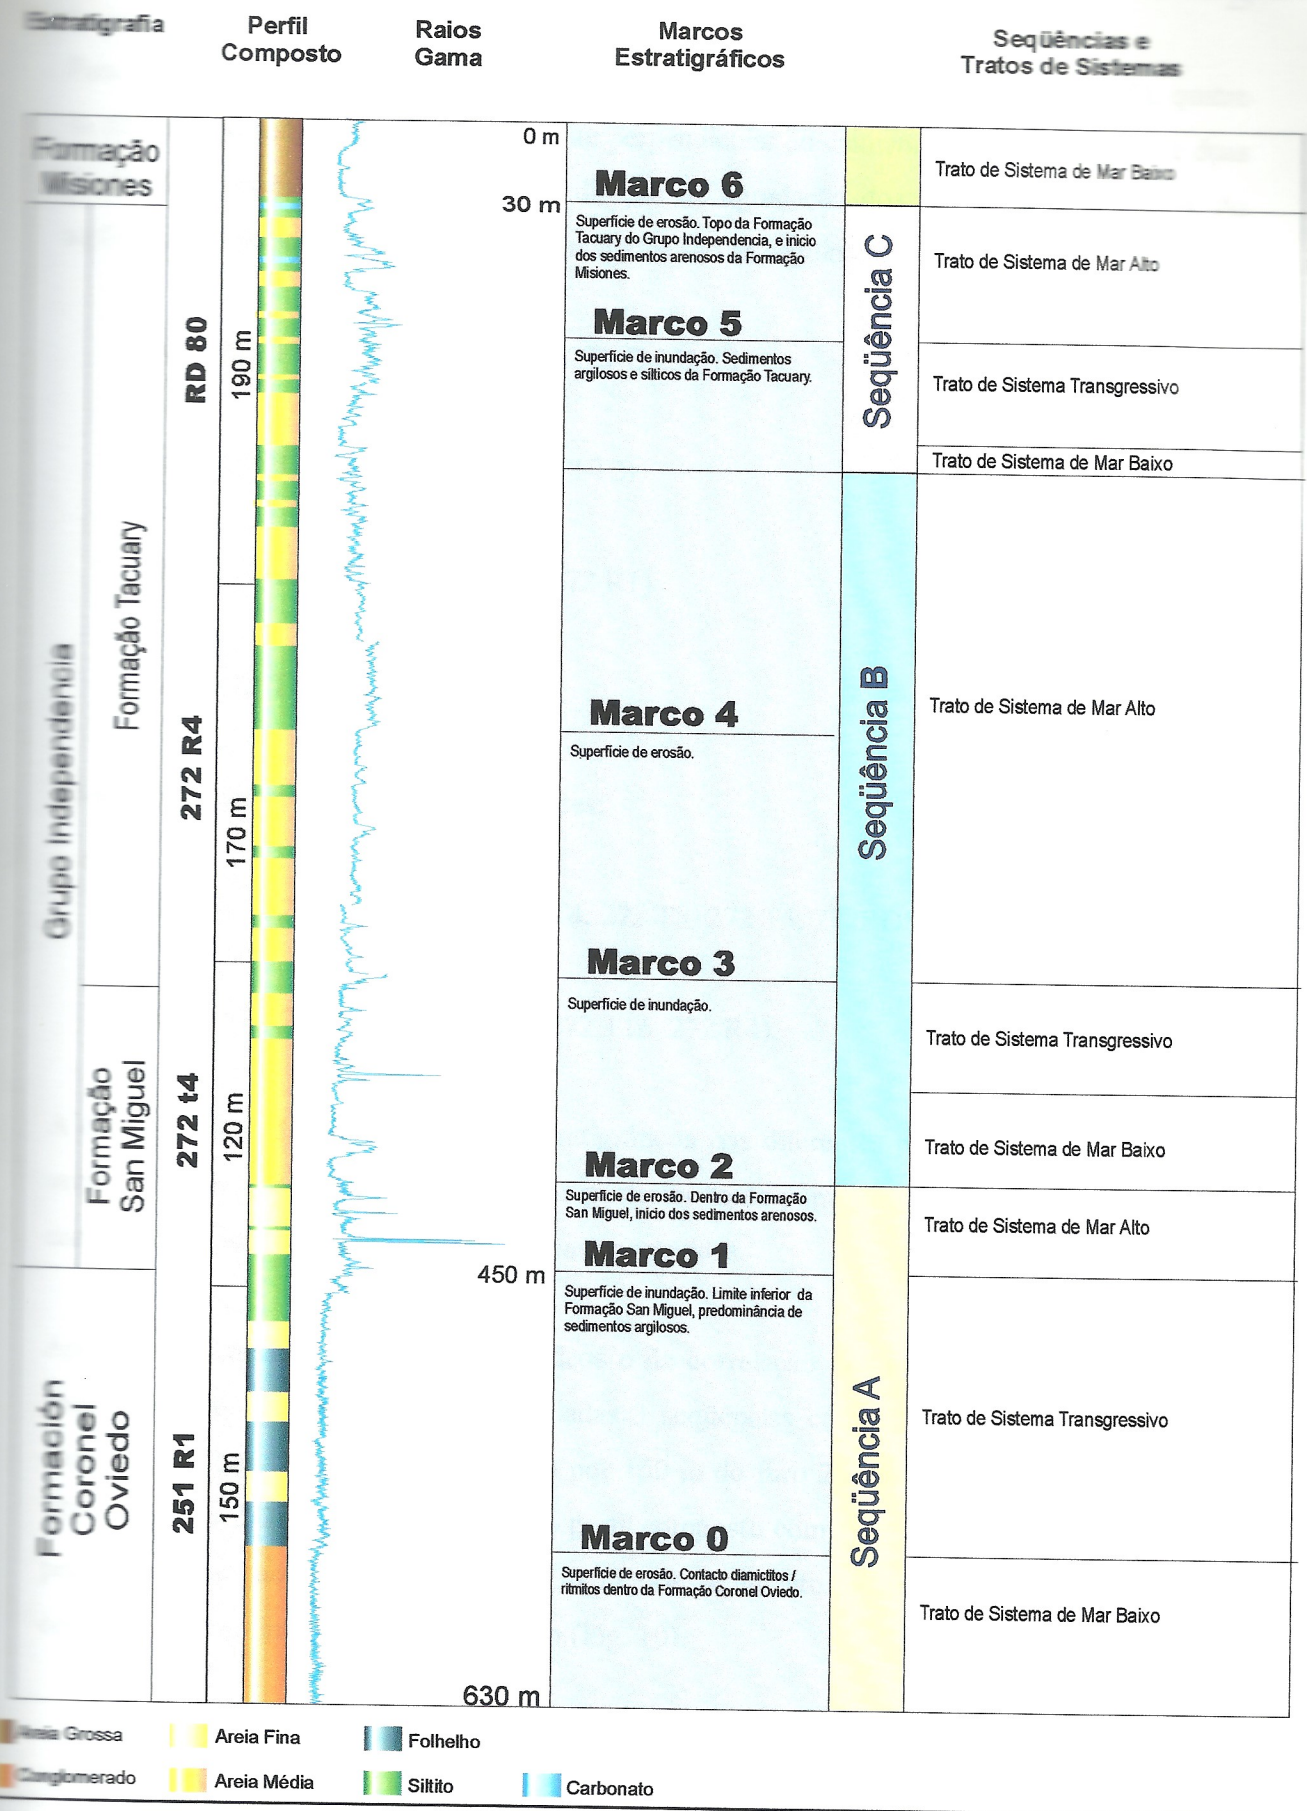 Estratigrafia
Perfil
Composto
Raios
Gama
Marcos
Estratigráficos
Seqüências e
Tratos de Sistemas
Formação
Misiones
Grupo Independencia
Formação Tacuary
Formação
San Miguel
Formación
Coronel
Oviedo
RD 80
272 R4
272 t4
251 R1
190 m
170 m
120 m
150 m
0 m
30 m
450 m
630 m
Marco 6
Superfície de erosão. Topo da Formação
Tacuary do Grupo Independencia, e inicio
dos sedimentos arenosos da Formação
Misiones.
Marco 5
Superfície de inundação. Sedimentos
argilosos e sílticos da Formação Tacuary.
Marco 4
Superfície de erosão.
Marco 3
Superfície de inundação.
Marco 2
Superfície de erosão. Dentro da Formação
San Miguel, inicio dos sedimentos arenosos.
Marco 1
Superfície de inundação. Limite inferior da
Formação San Miguel, predominância de
sedimentos argilosos.
Marco 0
Superfície de erosão. Contacto diamictitos /
ritmitos dentro da Formação Coronel Oviedo.
Seqüência C
Seqüência B
Seqüência A
Trato de Sistema de Mar Baixo
Trato de Sistema de Mar Alto
Trato de Sistema Transgressivo
Trato de Sistema de Mar Baixo
Trato de Sistema de Mar Alto
Trato de Sistema Transgressivo
Trato de Sistema de Mar Baixo
Trato de Sistema de Mar Alto
Trato de Sistema Transgressivo
Trato de Sistema de Mar Baixo
Areia Grossa
Areia Fina
Folhelho
Conglomerado
Areia Média
Siltito
Carbonato